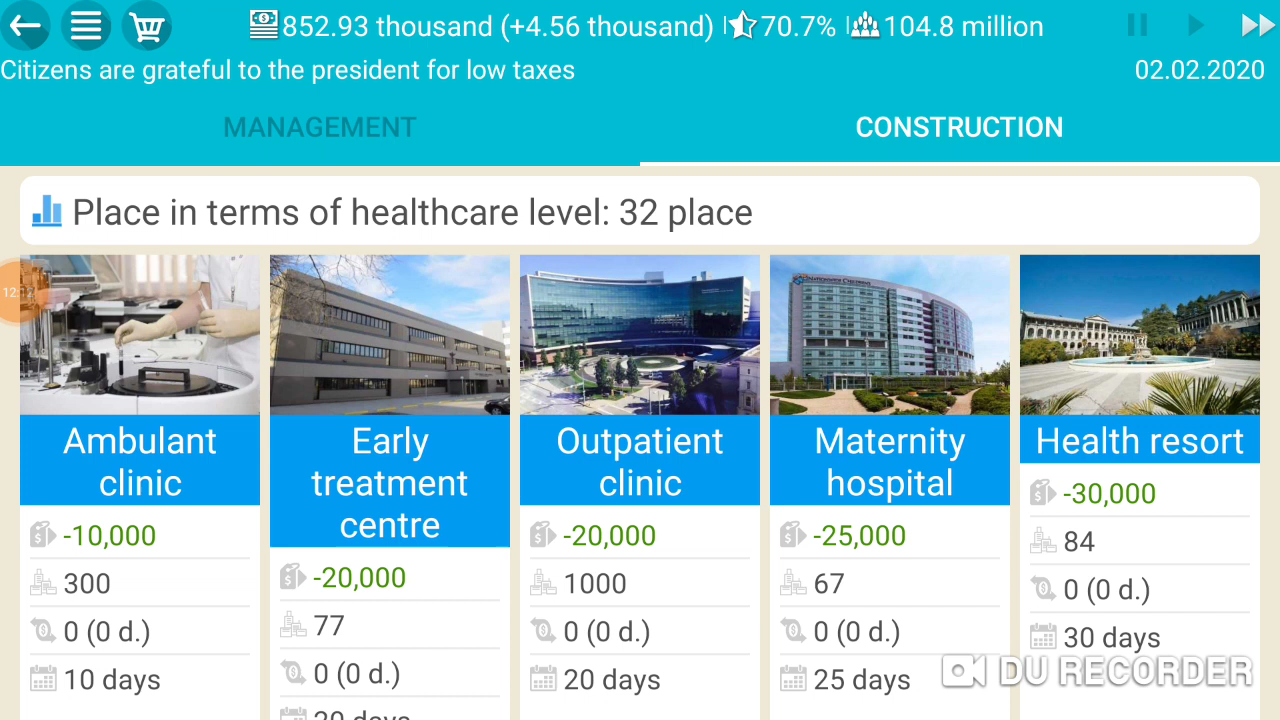 852.93 thousand (+4.56 thousand) 70.7% 104.8 million
Citizens are grateful to the president for low taxes
02.02.2020
MANAGEMENT
CONSTRUCTION
Place in terms of healthcare level: 32 place
Ambulant
clinic
-10,000
300
0 (0 d.)
10 days
Early
treatment
centre
-20,000
77
0 (0 d.)
20 days
Outpatient
clinic
-20,000
1000
0 (0 d.)
20 days
Maternity
hospital
-25,000
67
0 (0 d.)
25 days
Health resort
-30,000
84
0 (0 d.)
30 days
DU RECORDER